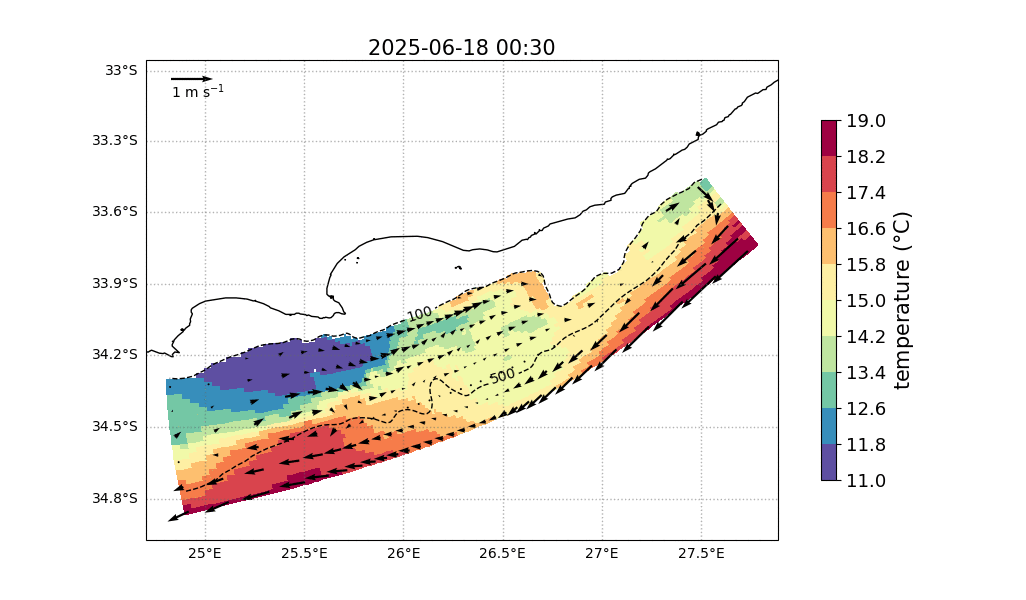 2025-06-18 00:30
33°S
33.3°S
33.6°S
33.9°S
34.2°S
34.5°S
34.8°S
1 m s⁻¹
100
500
25°E
25.5°E
26°E
26.5°E
27°E
27.5°E
19.0
18.2
17.4
16.6
15.8
15.0
14.2
13.4
12.6
11.8
11.0
temperature (°C)